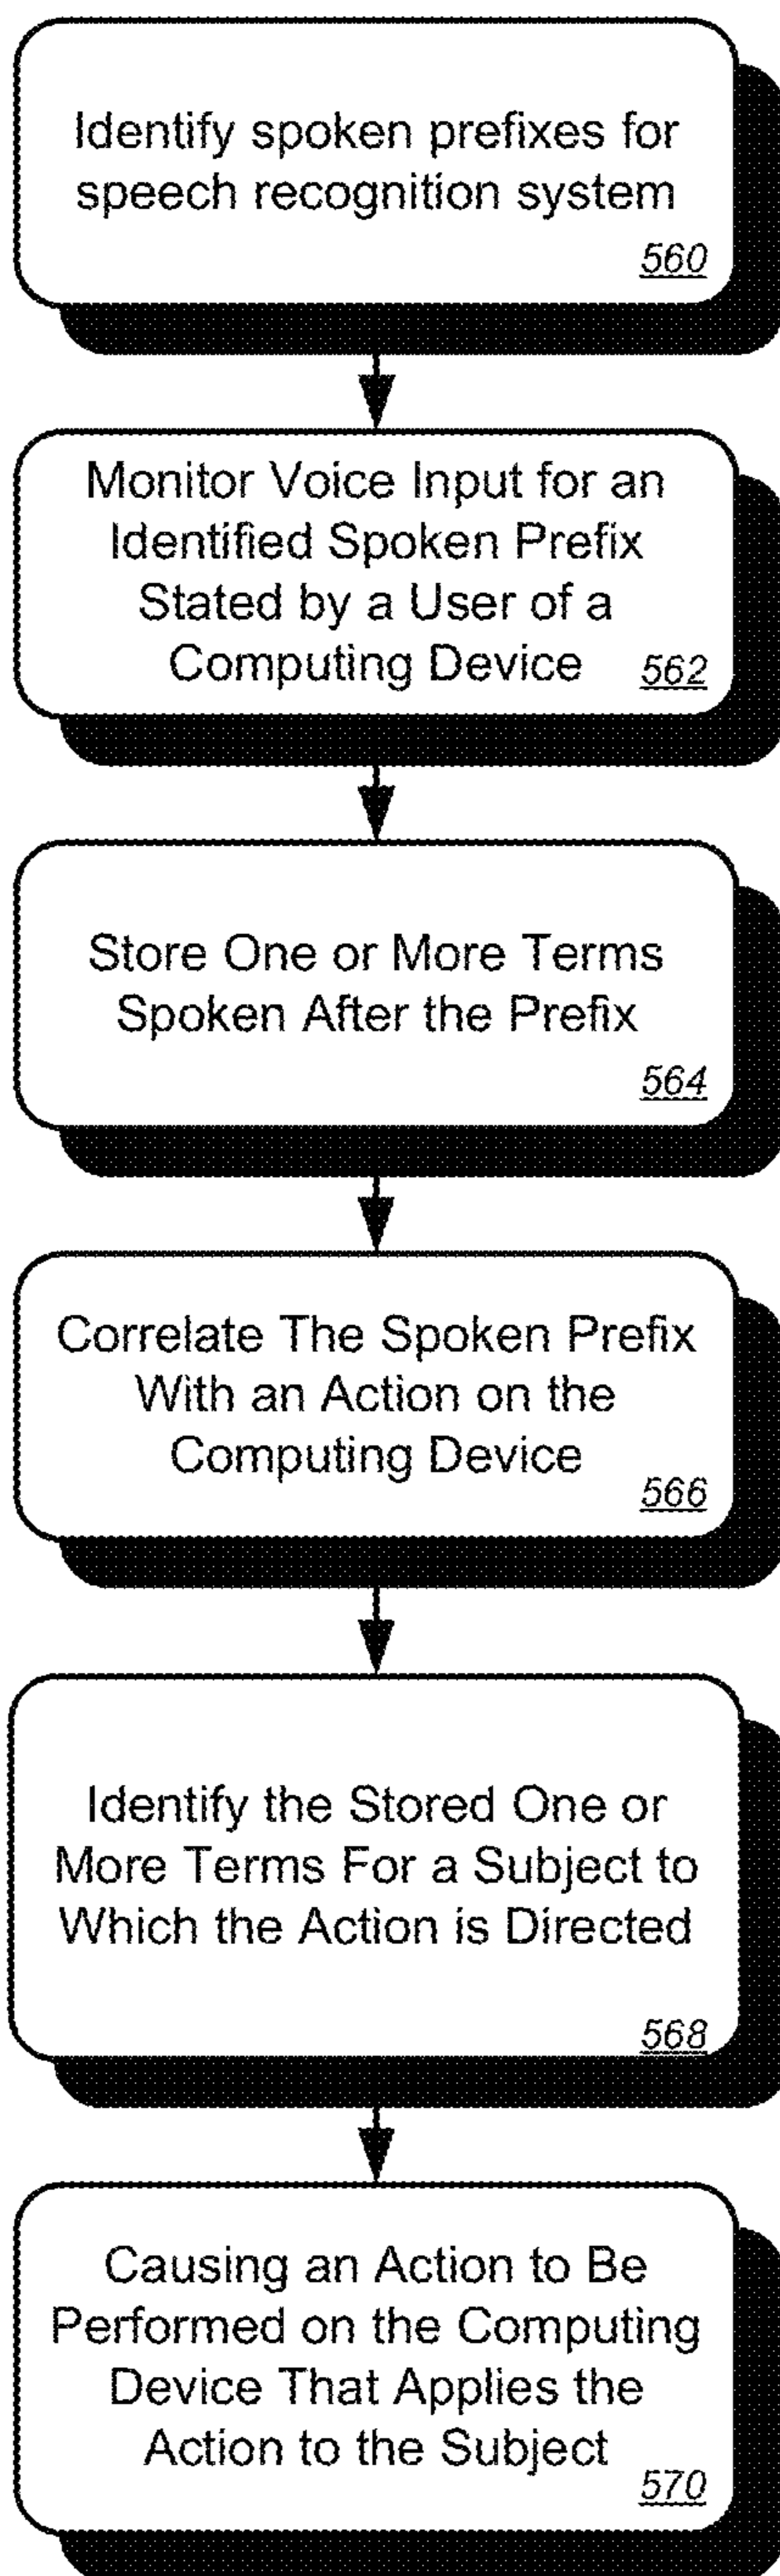 Identify spoken prefixes for
speech recognition system
560
Monitor Voice Input for an
Identified Spoken Prefix
Stated by a User of a
Computing Device 562
Store One or More Terms
Spoken After the Prefix
564
Correlate The Spoken Prefix
With an Action on the
Computing Device
566
Identify the Stored One or
More Terms For a Subject to
Which the Action is Directed
568
Causing an Action to Be
Performed on the Computing
Device That Applies the
Action to the Subject
570